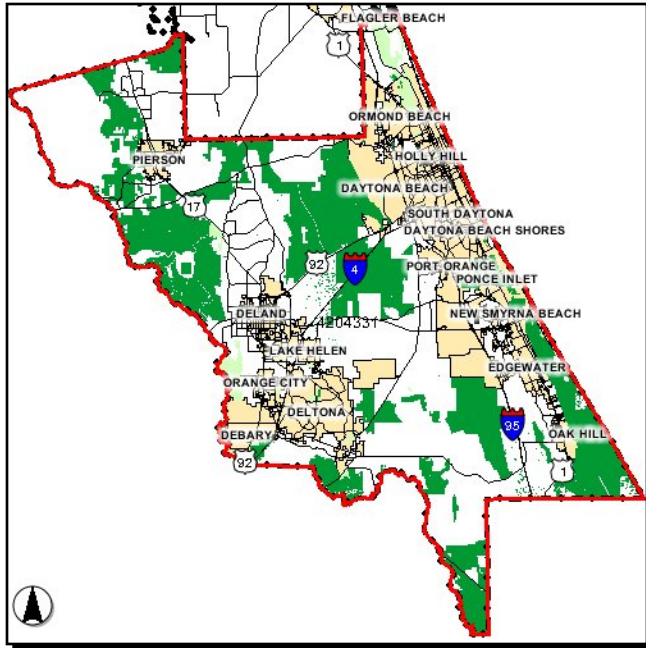 FLAGLER BEACH
1
ORMOND BEACH
HOLLY HILL
PIERSON
DAYTONA BEACH
17
SOUTH DAYTONA
DAYTONA BEACH SHORES
92
4
PORT ORANGE
PONCE INLET
DELAND
4204331
NEW SMYRNA BEACH
LAKE HELEN
EDGEWATER
ORANGE CITY
DELTONA
95
DEBARY
OAK HILL
92
1